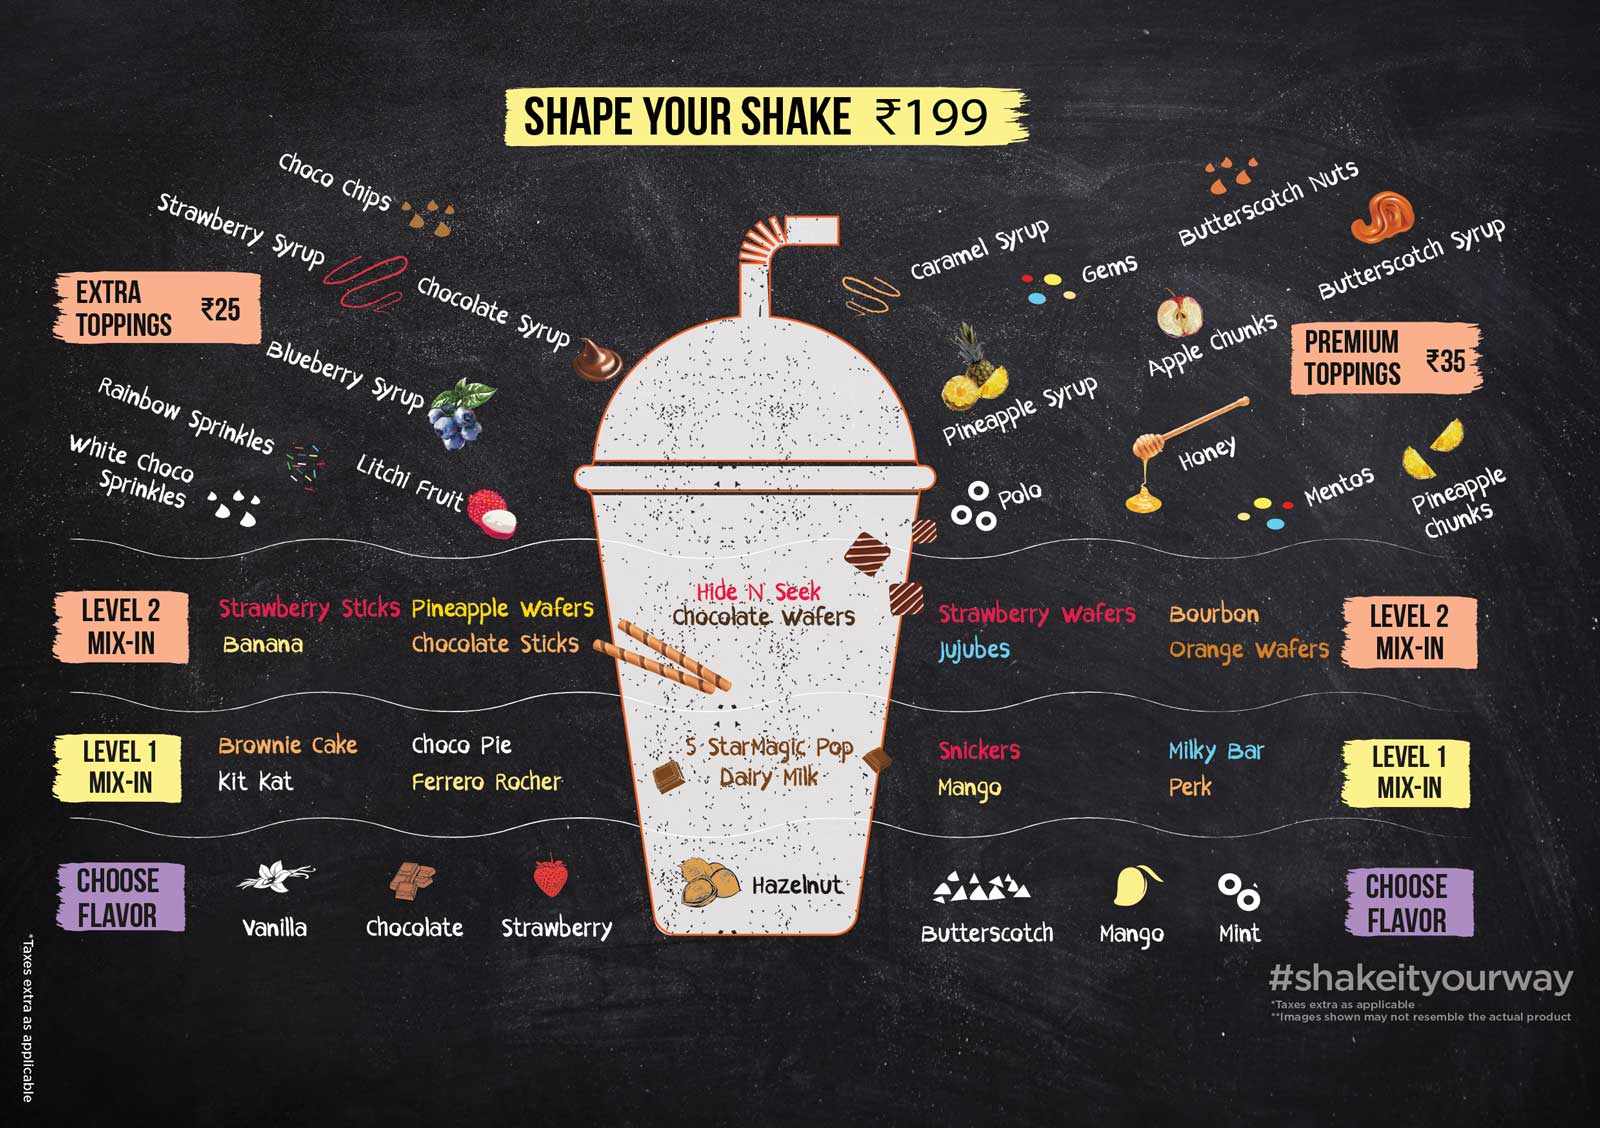 SHAPE YOUR SHAKE ₹199
Choco Chips
Strawberry Syrup
Chocolate Syrup
EXTRA
TOPPINGS ₹25
Blueberry Syrup
Rainbow Sprinkles
White Choco
Sprinkles
Litchi Fruit
Caramel Syrup
Gems
Butterscotch Nuts
Butterscotch Syrup
Apple Chunks
PREMIUM
TOPPINGS ₹35
Pineapple Syrup
Honey
Polo
Mentos
Pineapple
Chunks
LEVEL 2
MIX-IN
Strawberry Sticks Pineapple Wafers
Banana Chocolate Sticks
Hide N Seek
Chocolate Wafers
Strawberry Wafers Bourbon
Jujubes Orange Wafers
LEVEL 2
MIX-IN
LEVEL 1
MIX-IN
Brownie Cake Choco Pie
Kit Kat Ferrero Rocher
5 StarMagic Pop
Dairy Milk
Snickers Milky Bar
Mango Perk
LEVEL 1
MIX-IN
CHOOSE
FLAVOR
Vanilla Chocolate Strawberry
Hazelnut
Butterscotch Mango Mint
CHOOSE
FLAVOR
#shakeityourway
*Taxes extra as applicable
**Images shown may not resemble the actual product
*Taxes extra as applicable